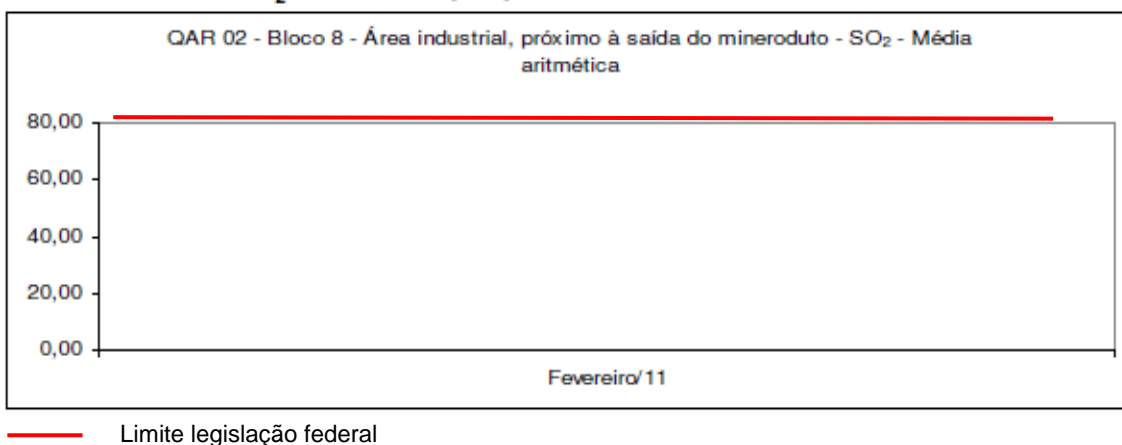 QAR 02 - Bloco 8 - Área industrial, próximo à saída do mineroduto - SO₂ - Média
aritmética
80,00
60,00
40,00
20,00
0,00
Fevereiro/11
Limite legislação federal